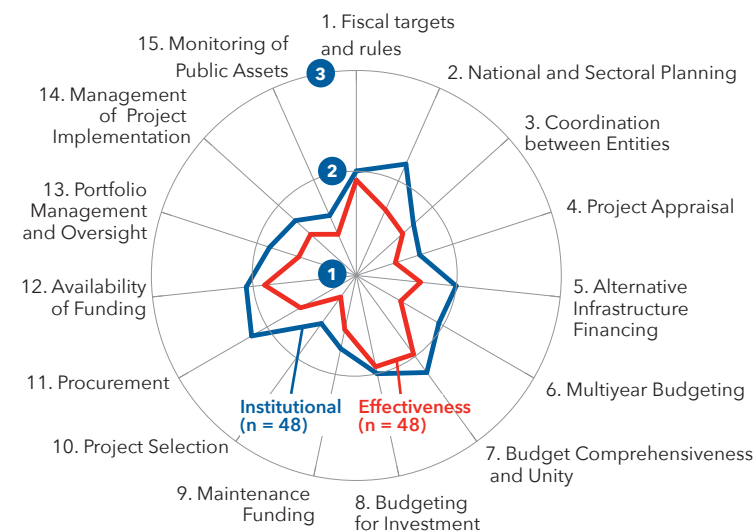 1. Fiscal targets
and rules
2. National and Sectoral Planning
3. Coordination
between Entities
4. Project Appraisal
5. Alternative
Infrastructure
Financing
6. Multiyear Budgeting
7. Budget Comprehensiveness
and Unity
8. Budgeting
for Investment
9. Maintenance
Funding
10. Project Selection
11. Procurement
12. Availability
of Funding
13. Portfolio
Management
and Oversight
14. Management
of Project
Implementation
15. Monitoring of
Public Assets
3
2
1
Institutional
(n = 48)
Effectiveness
(n = 48)